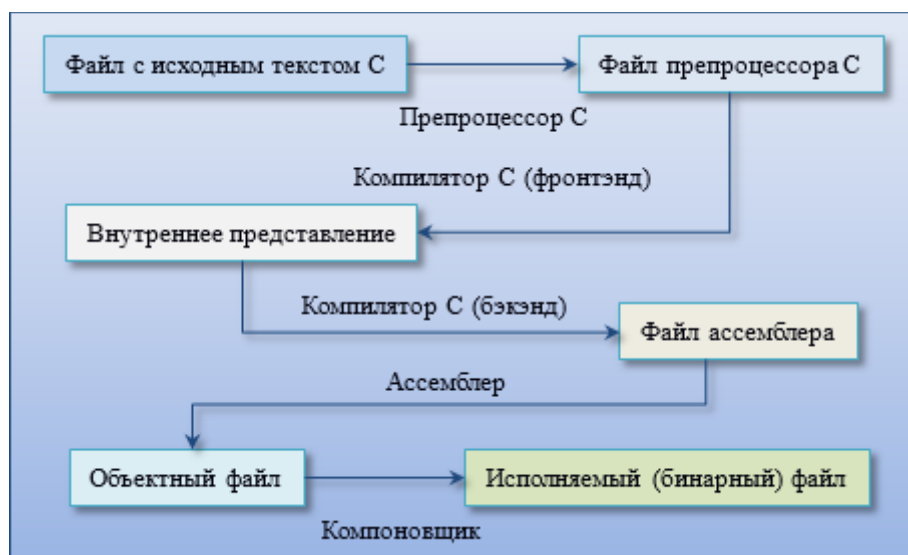 Файл с исходным текстом С
Файл препроцессора С
Препроцессор С
Компилятор С (фронтэнд)
Внутреннее представление
Компилятор С (бэкэнд)
Файл ассемблера
Ассемблер
Объектный файл
Исполняемый (бинарный) файл
Компоновщик